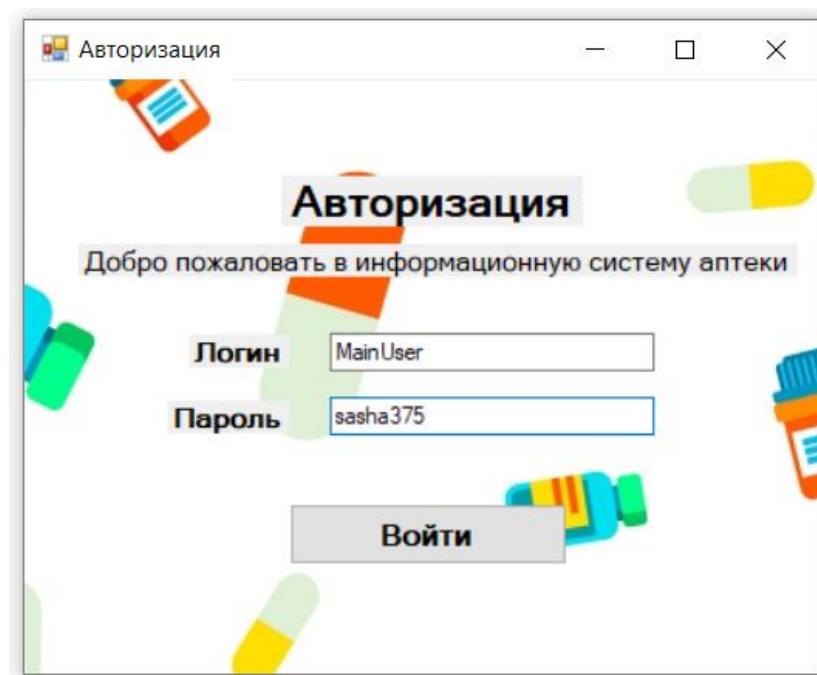 Авторизация
Авторизация
Добро пожаловать в информационную систему аптеки
Логин MainUser
Пароль sasha375
Войти